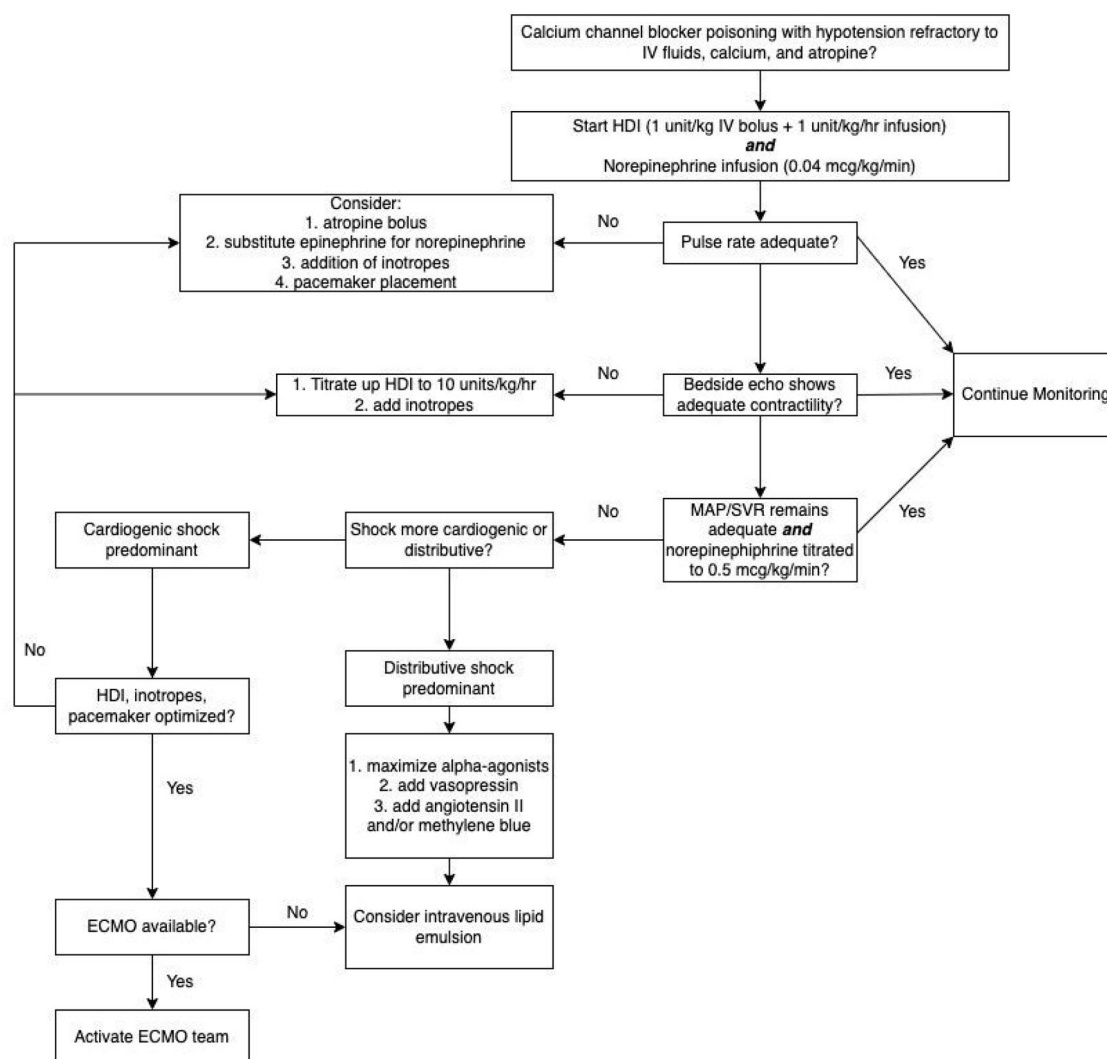 Calcium channel blocker poisoning with hypotension refractory to
IV fluids, calcium, and atropine?
Start HDI (1 unit/kg IV bolus + 1 unit/kg/hr infusion)
and
Norepinephrine infusion (0.04 mcg/kg/min)
Consider:
1. atropine bolus
2. substitute epinephrine for norepinephrine
3. addition of inotropes
4. pacemaker placement
No
Pulse rate adequate?
Yes
1. Titrate up HDI to 10 units/kg/hr
2. add inotropes
No
Bedside echo shows
adequate contractility?
Yes
Continue Monitoring
Cardiogenic shock
predominant
Shock more cardiogenic or
distributive?
No
MAP/SVR remains
adequate and
norepinephiphrine titrated
to 0.5 mcg/kg/min?
Yes
No
HDI, inotropes,
pacemaker optimized?
Distributive shock
predominant
Yes
1. maximize alpha-agonists
2. add vasopressin
3. add angiotensin II
and/or methylene blue
ECMO available?
No
Consider intravenous lipid
emulsion
Yes
Activate ECMO team